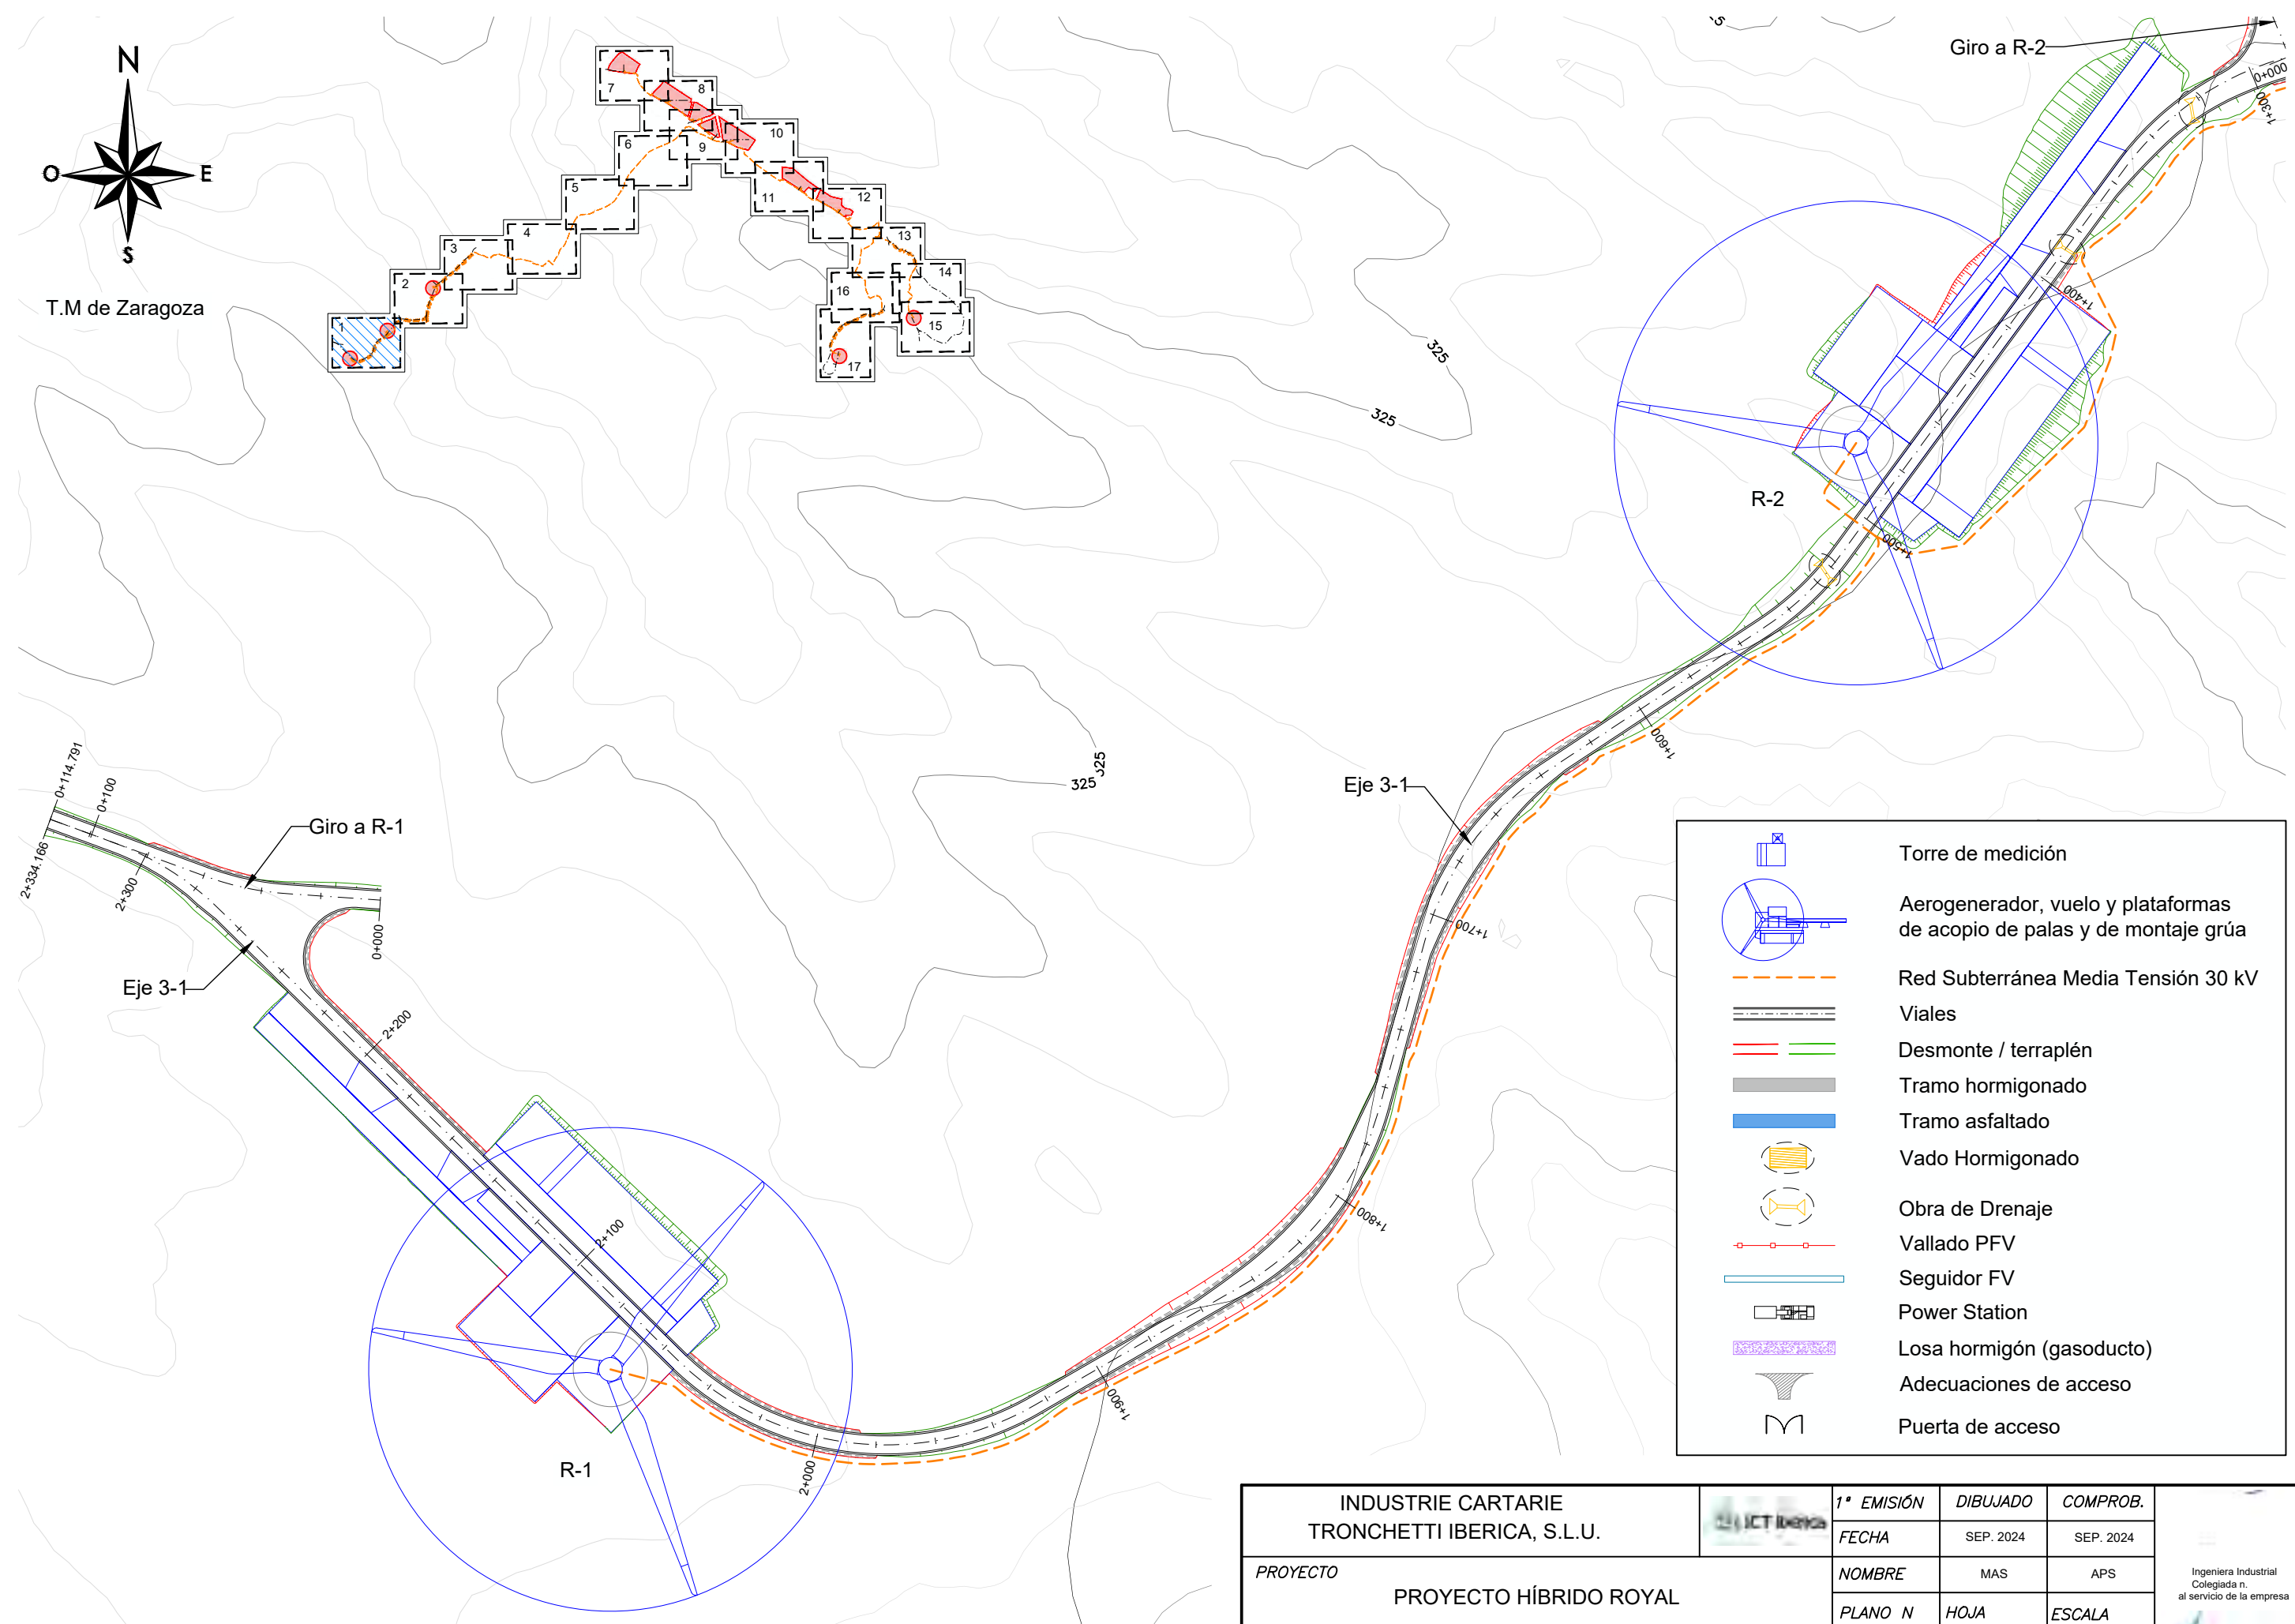 N
O
E
S
T.M de Zaragoza
1
2
3
4
5
6
7
8
9
10
11
12
13
14
15
16
17
325
325
325
325
Giro a R-2
0+000
1+300
1+400
R-2
1+500
1+600
Eje 3-1
1+700
1+800
1+900
2+000
0+114.791
0+100
Giro a R-1
2+334.166
2+300
0+000
Eje 3-1
2+200
2+100
R-1
Torre de medición
Aerogenerador, vuelo y plataformas
de acopio de palas y de montaje grúa
Red Subterránea Media Tensión 30 kV
Viales
Desmonte / terraplén
Tramo hormigonado
Tramo asfaltado
Vado Hormigonado
Obra de Drenaje
Vallado PFV
Seguidor FV
Power Station
Losa hormigón (gasoducto)
Adecuaciones de acceso
Puerta de acceso
INDUSTRIE CARTARIE
TRONCHETTI IBERICA, S.L.U.
ICT Iberica
1ª EMISIÓN DIBUJADO COMPROB.
FECHA SEP. 2024 SEP. 2024
NOMBRE MAS APS
PROYECTO
PROYECTO HÍBRIDO ROYAL
PLANO N HOJA ESCALA
Ingeniera Industrial
Colegiada n.
al servicio de la empresa